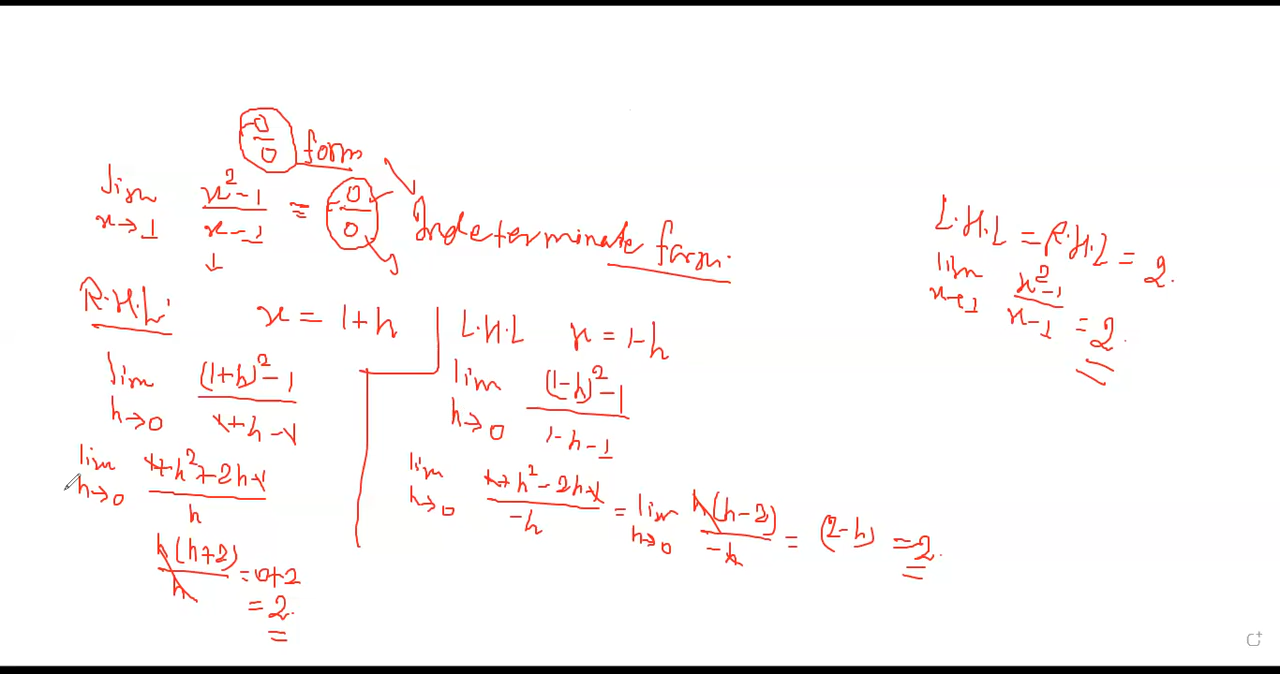 0/0 form
lim x→1 x²-1/x-1 = 0/0 Indeterminate form.
R.H.L. x = 1+h
lim h→0 (1+h)²-1/1+h-1
lim h→0 1+h²+2h-1/h
h(h+2)/h = 0+2
= 2.
L.H.L x = 1-h
lim h→0 (1-h)²-1/1-h-1
lim h→0 1+h²-2h-1/-h = lim h→0 h(h-2)/-h = (2-h) = 2.
L.H.L = R.H.L = 2.
lim x→1 x²-1/x-1 = 2.